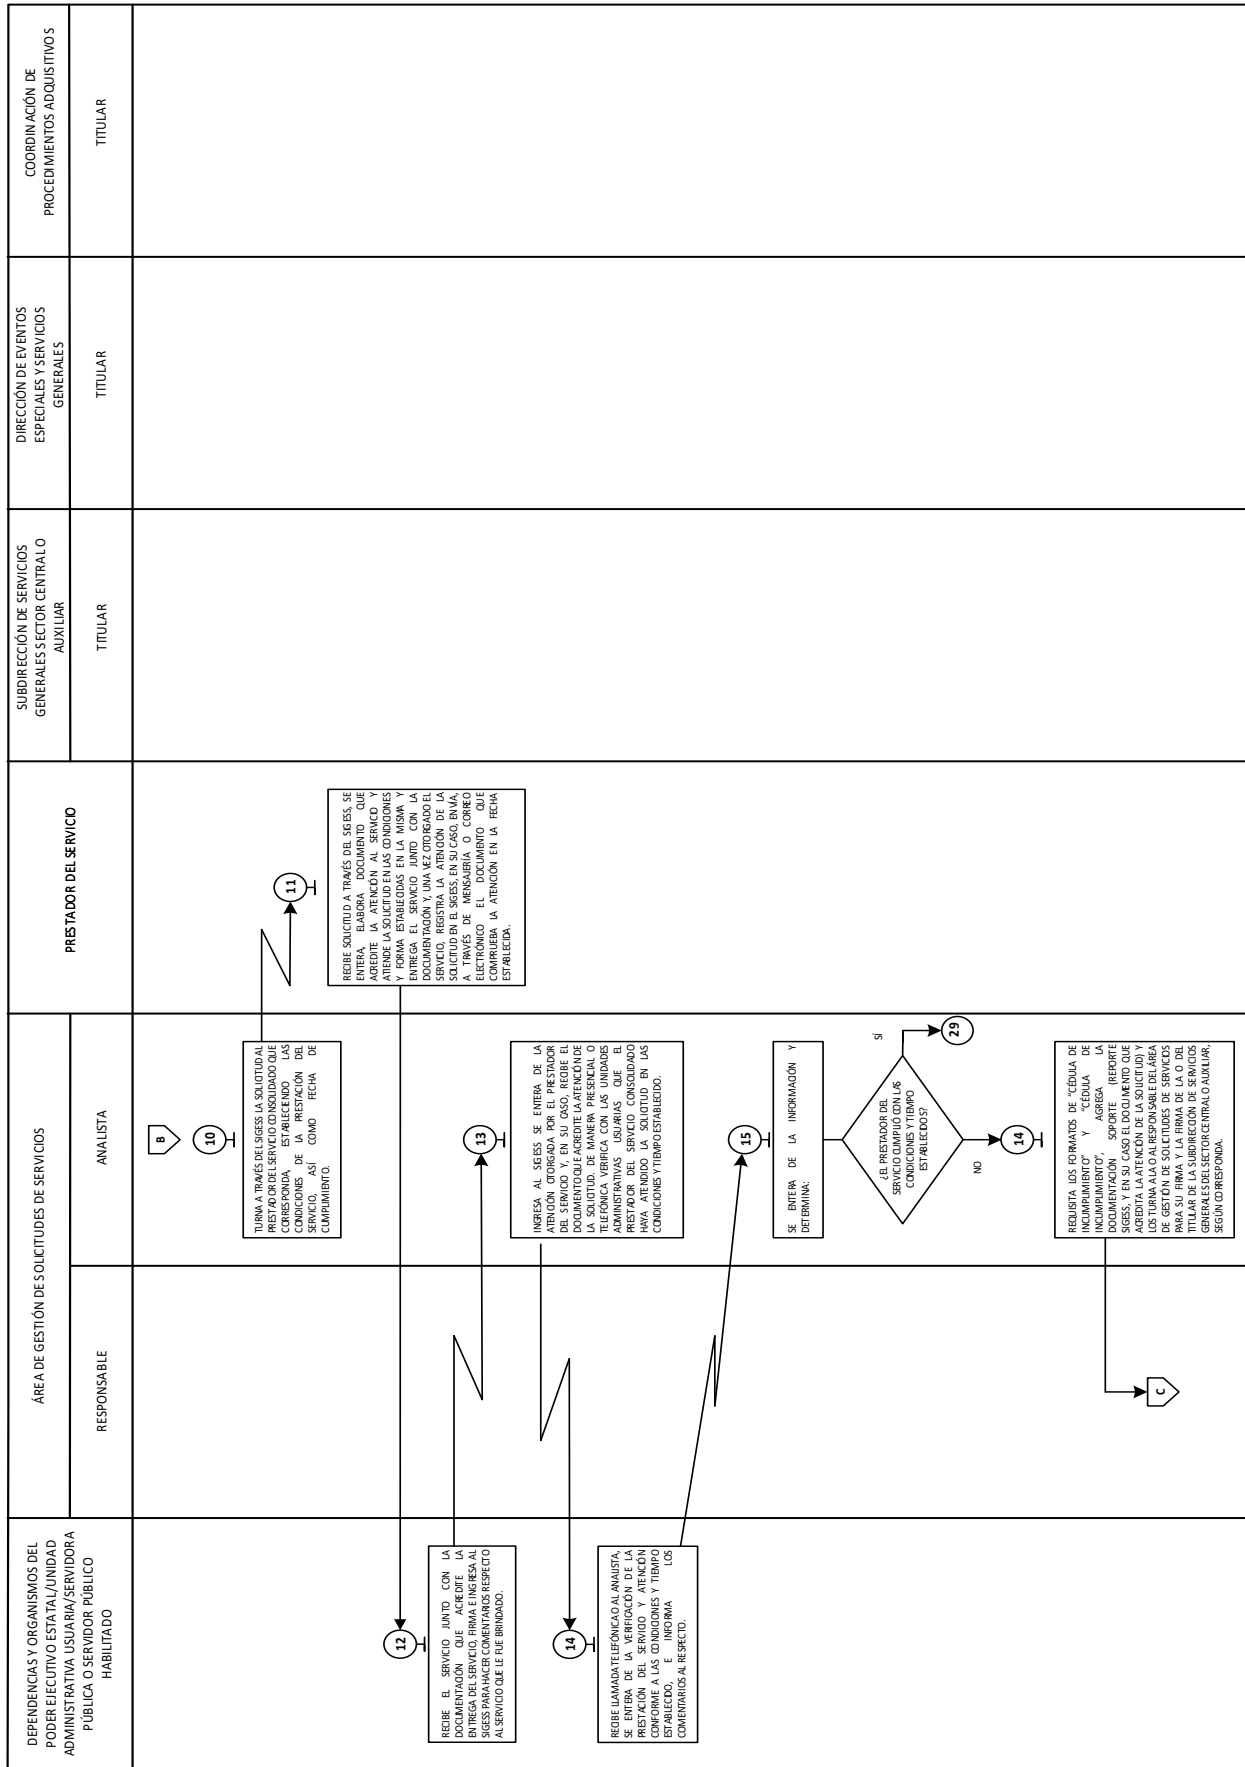 DEPENDENCIAS Y ORGANISMOS DEL
PODER EJECUTIVO ESTATAL/UNIDAD
ADMINISTRATIVA USUARIA/SERVIDORA
PÚBLICA O SERVIDOR PÚBLICO
HABILITADO
ÁREA DE GESTIÓN DE SOLICITUDES DE SERVICIOS
RESPONSABLE
ANALISTA
PRESTADOR DEL SERVICIO
SUBDIRECCIÓN DE SERVICIOS
GENERALES SECTOR CENTRAL O
AUXILIAR
TITULAR
DIRECCIÓN DE EVENTOS
ESPECIALES Y SERVICIOS
GENERALES
TITULAR
COORDINACIÓN DE
PROCEDIMIENTOS ADQUISITIVOS
TITULAR
B
10
TURNA A TRAVÉS DEL SIGESS LA SOLICITUD AL
PRESTADOR DEL SERVICIO CONSOLIDADO QUE
CORRESPONDA, ESTABLECIENDO LAS
CONDICIONES DE LA PRESTACIÓN DEL
SERVICIO, ASÍ COMO FECHA DE
CUMPLIMIENTO.
11
RECIBE SOLICITUD A TRAVÉS DEL SIGESS, SE
ENTERA, ELABORA DOCUMENTO QUE
ACREDITE LA ATENCIÓN AL SERVICIO Y
ATIENDE LA SOLICITUD EN LAS CONDICIONES
Y FORMA ESTABLECIDAS EN LA MISMA Y
ENTREGA EL SERVICIO JUNTO CON LA
DOCUMENTACIÓN Y, UNA VEZ OTORGADO EL
SERVICIO, REGISTRA LA ATENCIÓN DE LA
SOLICITUD EN EL SIGESS, EN SU CASO, ENVÍA,
A TRAVÉS DE MENSAJERÍA O CORREO
ELECTRÓNICO EL DOCUMENTO QUE
COMPRUEBA LA ATENCIÓN EN LA FECHA
ESTABLECIDA.
12
RECIBE EL SERVICIO JUNTO CON LA
DOCUMENTACIÓN QUE ACREDITE LA
ENTREGA DEL SERVICIO, FIRMA E INGRESA AL
SIGESS PARA HACER COMENTARIOS RESPECTO
AL SERVICIO QUE LE FUE BRINDADO.
13
INGRESA AL SIGESS SE ENTERA DE LA
ATENCIÓN OTORGADA POR EL PRESTADOR
DEL SERVICIO Y, EN SU CASO, RECIBE EL
DOCUMENTO QUE ACREDITE LA ATENCIÓN DE
LA SOLICITUD. DE MANERA PRESENCIAL O
TELEFÓNICA VERIFICA CON LAS UNIDADES
ADMINISTRATIVAS USUARIAS QUE EL
PRESTADOR DEL SERVICIO CONSOLIDADO
HAYA ATENDIDO LA SOLICITUD EN LAS
CONDICIONES Y TIEMPO ESTABLECIDO.
14
RECIBE LLAMADA TELEFÓNICA O AL ANALISTA,
SE ENTERA DE LA VERIFICACIÓN DE LA
PRESTACIÓN DEL SERVICIO Y ATENCIÓN
CONFORME A LAS CONDICIONES Y TIEMPO
ESTABLECIDO, E INFORMA LOS
COMENTARIOS AL RESPECTO.
15
SE ENTERA DE LA INFORMACIÓN Y
DETERMINA:
¿EL PRESTADOR DEL
SERVICIO CUMPLIÓ CON LAS
CONDICIONES Y TIEMPO
ESTABLECIDOS?
SÍ
29
NO
14
REQUISITA LOS FORMATOS DE "CÉDULA DE
INCUMPLIMIENTO" Y "CÉDULA DE
INCUMPLIMIENTO", AGREGA LA
DOCUMENTACIÓN SOPORTE (REPORTE
SIGESS, Y EN SU CASO EL DOCUMENTO QUE
ACREDITA LA ATENCIÓN DE LA SOLICITUD) Y
LOS TURNA A LA O AL RESPONSABLE DEL ÁREA
DE GESTIÓN DE SOLICITUDES DE SERVICIOS
PARA SU FIRMA Y LA FIRMA DE LA O DEL
TITULAR DE LA SUBDIRECCIÓN DE SERVICIOS
GENERALES DEL SECTOR CENTRAL O AUXILIAR,
SEGÚN CORRESPONDA.
C